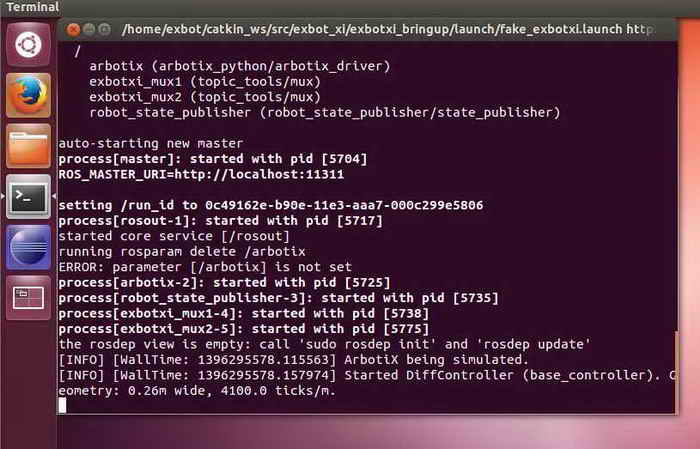 Terminal
/home/exbot/catkin_ws/src/exbot_xi/exbotxi_bringup/launch/fake_exbotxi.launch http:
/
arbotix (arbotix_python/arbotix_driver)
exbotxi_mux1 (topic_tools/mux)
exbotxi_mux2 (topic_tools/mux)
robot_state_publisher (robot_state_publisher/state_publisher)
auto-starting new master
process[master]: started with pid [5704]
ROS_MASTER_URI=http://localhost:11311
setting /run_id to 0c49162e-b90e-11e3-aaa7-000c299e5806
process[rosout-1]: started with pid [5717]
started core service [/rosout]
running rosparam delete /arbotix
ERROR: parameter [/arbotix] is not set
process[arbotix-2]: started with pid [5725]
process[robot_state_publisher-3]: started with pid [5735]
process[exbotxi_mux1-4]: started with pid [5738]
process[exbotxi_mux2-5]: started with pid [5775]
the rosdep view is empty: call 'sudo rosdep init' and 'rosdep update'
[INFO] [WallTime: 1396295578.115563] ArbotiX being simulated.
[INFO] [WallTime: 1396295578.157974] Started DiffController (base_controller). G
eometry: 0.26m wide, 4100.0 ticks/m.